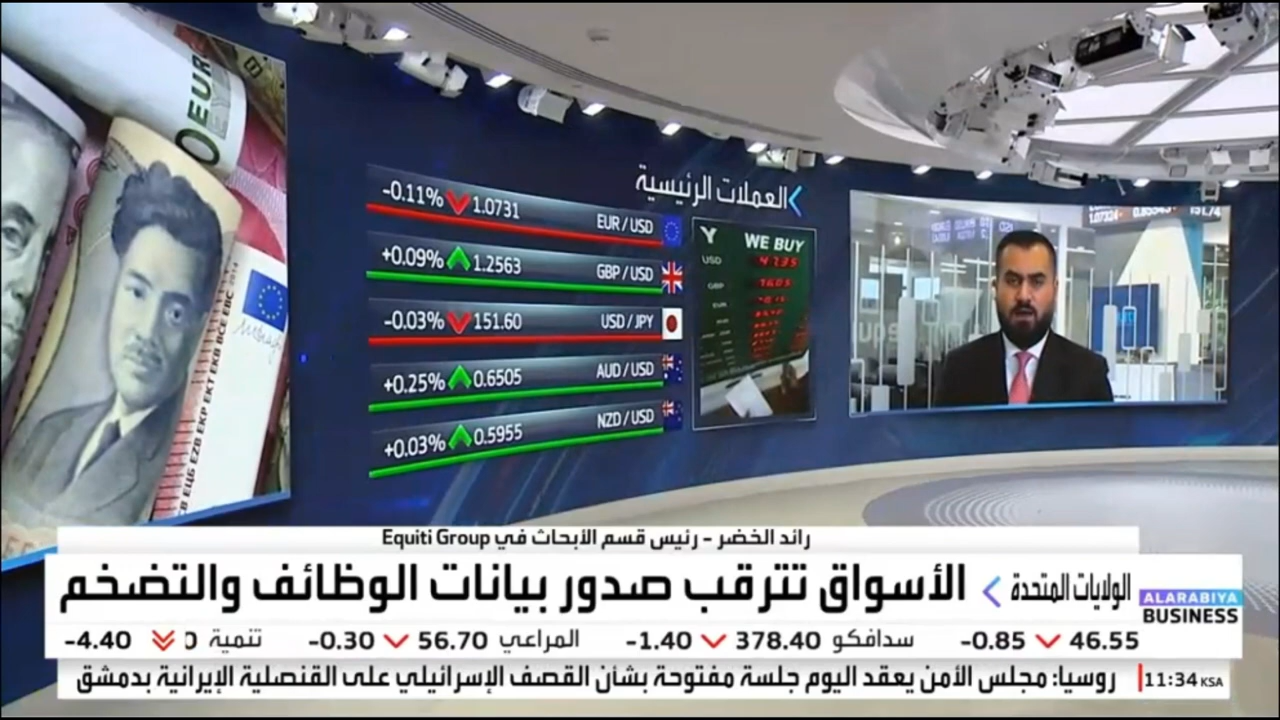 العملات الرئيسية
-0.11% 1.0731 EUR / USD
+0.09% 1.2563 GBP / USD
-0.03% 151.60 USD / JPY
+0.25% 0.6505 AUD / USD
+0.03% 0.5955 NZD / USD
WE BUY
USD
GBP
EUR
رائد الخضر - رئيس قسم الأبحاث في Equiti Group
الولايات المتحدة
الأسواق تترقب صدور بيانات الوظائف والتضخم
ALARABIYA
BUSINESS
46.55 -0.85 سدافكو 378.40 -1.40 المراعي 56.70 -0.30 تنمية -4.40
روسيا: مجلس الأمن يعقد اليوم جلسة مفتوحة بشأن القصف الإسرائيلي على القنصلية الإيرانية بدمشق
11:34 KSA